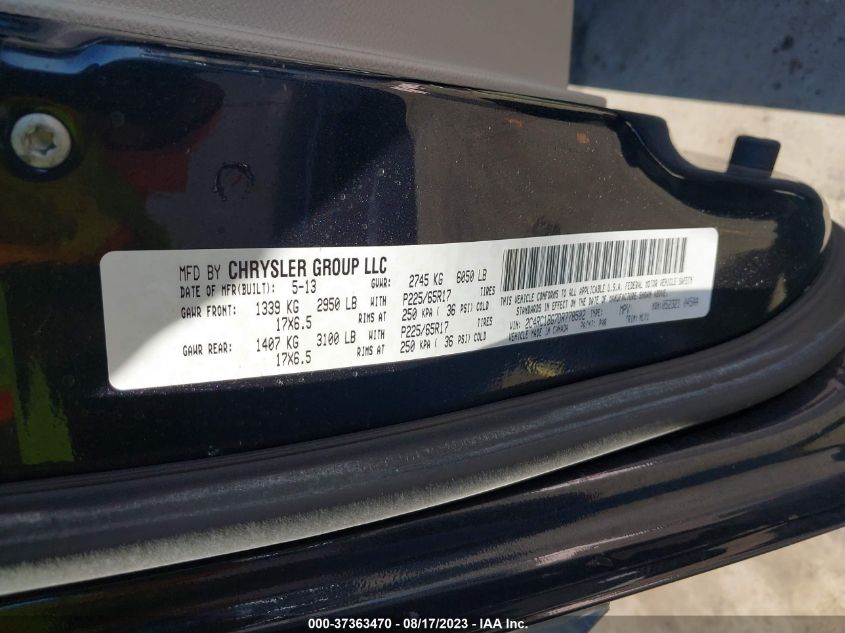 MFD BY CHRYSLER GROUP LLC
DATE OF MFR(BUILT): 5-13 GVWR: 2745 KG 6050 LB
GAWR FRONT: 1339 KG 2950 LB WITH P225/65R17 TIRES
17X6.5 RIMS AT 250 KPA ( 36 PSI) COLD
GAWR REAR: 1407 KG 3100 LB WITH P225/65R17 TIRES
17X6.5 RIMS AT 250 KPA ( 36 PSI) COLD
THIS VEHICLE CONFORMS TO ALL APPLICABLE U.S.A. FEDERAL MOTOR VEHICLE SAFETY
STANDARDS IN EFFECT ON THE DATE OF MANUFACTURE SHOWN ABOVE.
VIN: TYPE: MPV
VEHICLE MADE IN CANADA
000-37363470 — 08/17/2023 — IAA Inc.